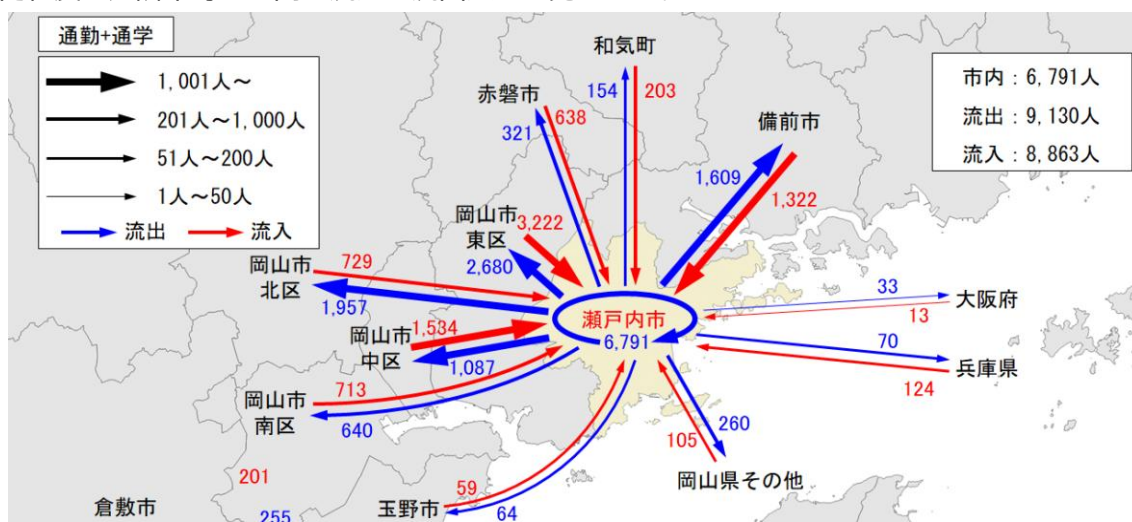 通勤+通学
1,001人～
201人～1,000人
51人～200人
1人～50人
流出
流入
市内：6,791人
流出：9,130人
流入：8,863人
和気町
154
203
赤磐市
638
321
備前市
1,609
1,322
岡山市
東区
3,222
2,680
岡山市
北区
729
1,957
岡山市
中区
1,534
1,087
瀬戸内市
6,791
33
大阪府
13
70
兵庫県
124
岡山市
南区
713
640
260
105
岡山県その他
201
倉敷市
255
玉野市
59
64